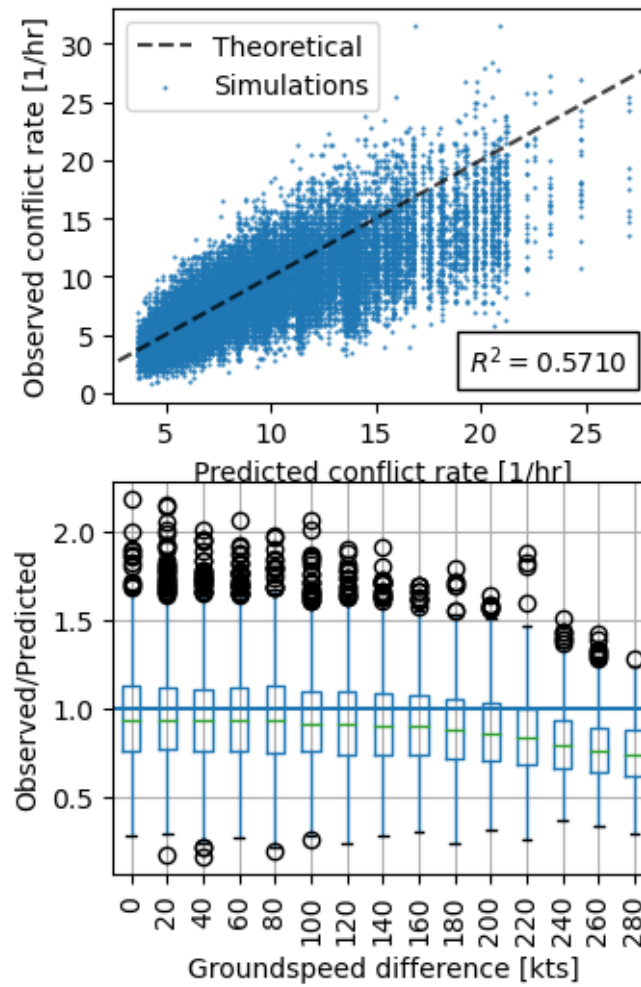 30
25
20
15
10
5
0
Observed conflict rate [1/hr]
Theoretical
Simulations
R² = 0.5710
5 10 15 20 25
Predicted conflict rate [1/hr]
2.0
1.5
1.0
0.5
Observed/Predicted
0 20 40 60 80 100 120 140 160 180 200 220 240 260 280
Groundspeed difference [kts]